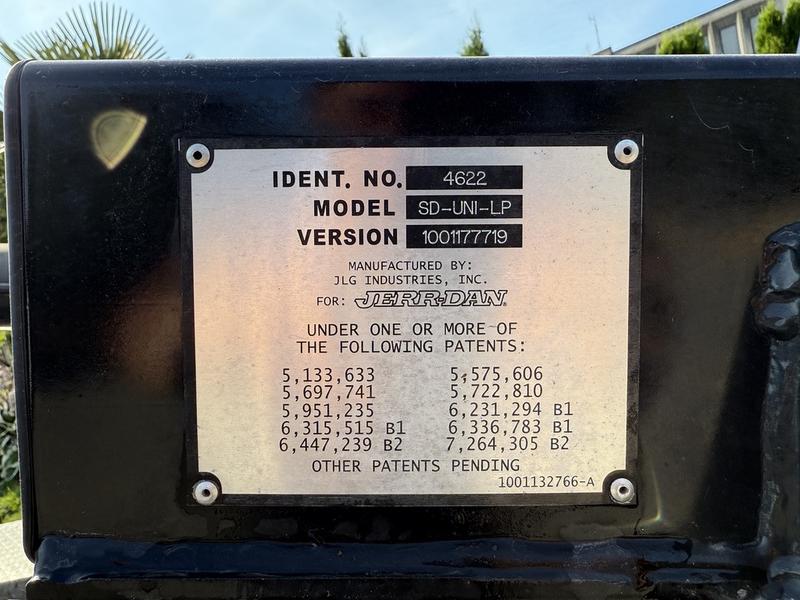 IDENT. NO. 4622
MODEL SD-UNI-LP
VERSION 1001177719
MANUFACTURED BY:
JLG INDUSTRIES, INC.
FOR: JERR-DAN
UNDER ONE OR MORE OF
THE FOLLOWING PATENTS:
5,133,633 5,575,606
5,697,741 5,722,810
5,951,235 6,231,294 B1
6,315,515 B1 6,336,783 B1
6,447,239 B2 7,264,305 B2
OTHER PATENTS PENDING
1001132766-A